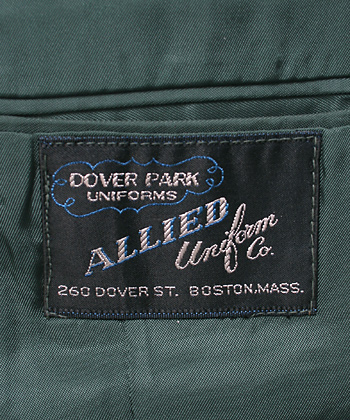 DOVER PARK
UNIFORMS
ALLIED
Uniform
Co.
260 DOVER ST. BOSTON, MASS.